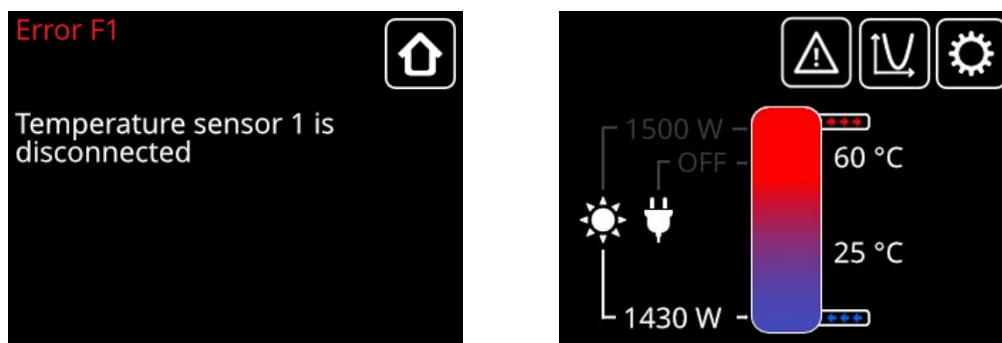 Error F1
Temperature sensor 1 is
disconnected
1500 W
OFF
60 °C
25 °C
1430 W